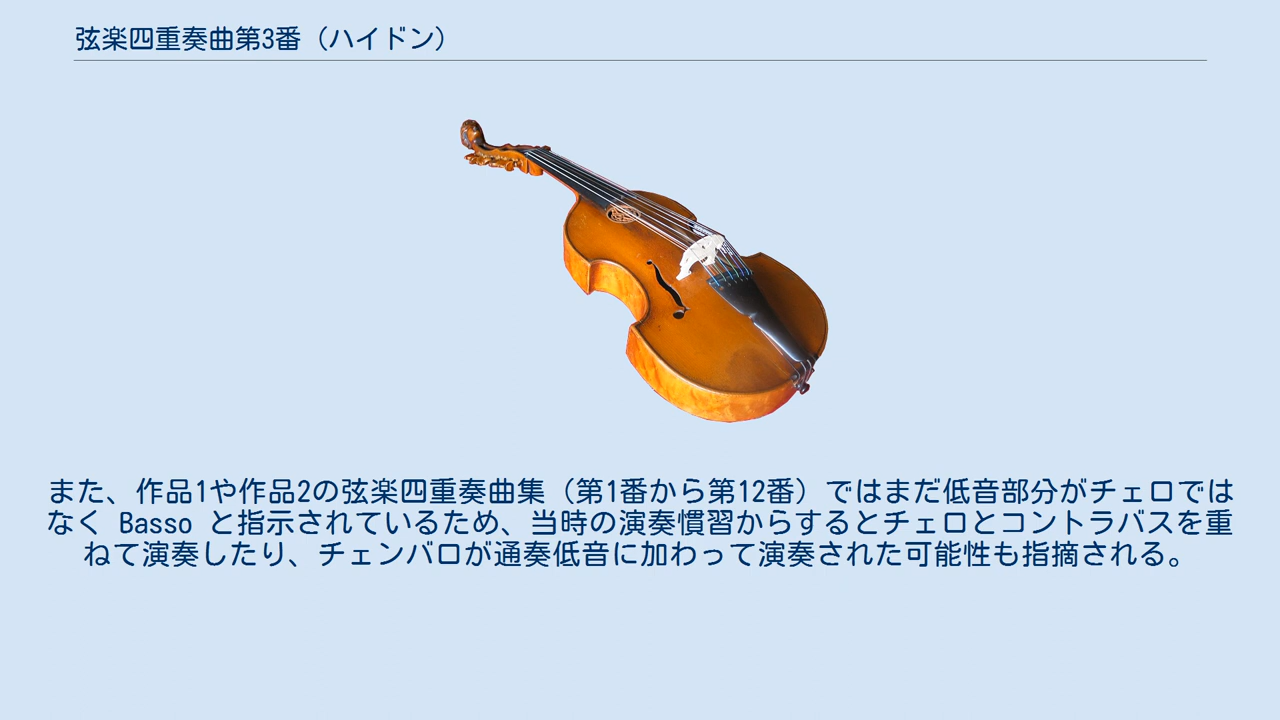 弦楽四重奏曲第3番（ハイドン）
また、作品1や作品2の弦楽四重奏曲集（第1番から第12番）ではまだ低音部分がチェロでは
なく Basso と指示されているため、当時の演奏慣習からするとチェロとコントラバスを重
ねて演奏したり、チェンバロが通奏低音に加わって演奏された可能性も指摘される。